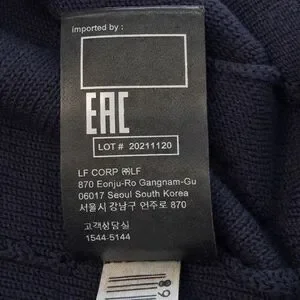 imported by :
EAC
LOT # 20211120
LF CORP ㈜LF
870 Eonju-Ro Gangnam-Gu
06017 Seoul South Korea
서울시 강남구 언주로 870
고객상담실
1544-5144
68